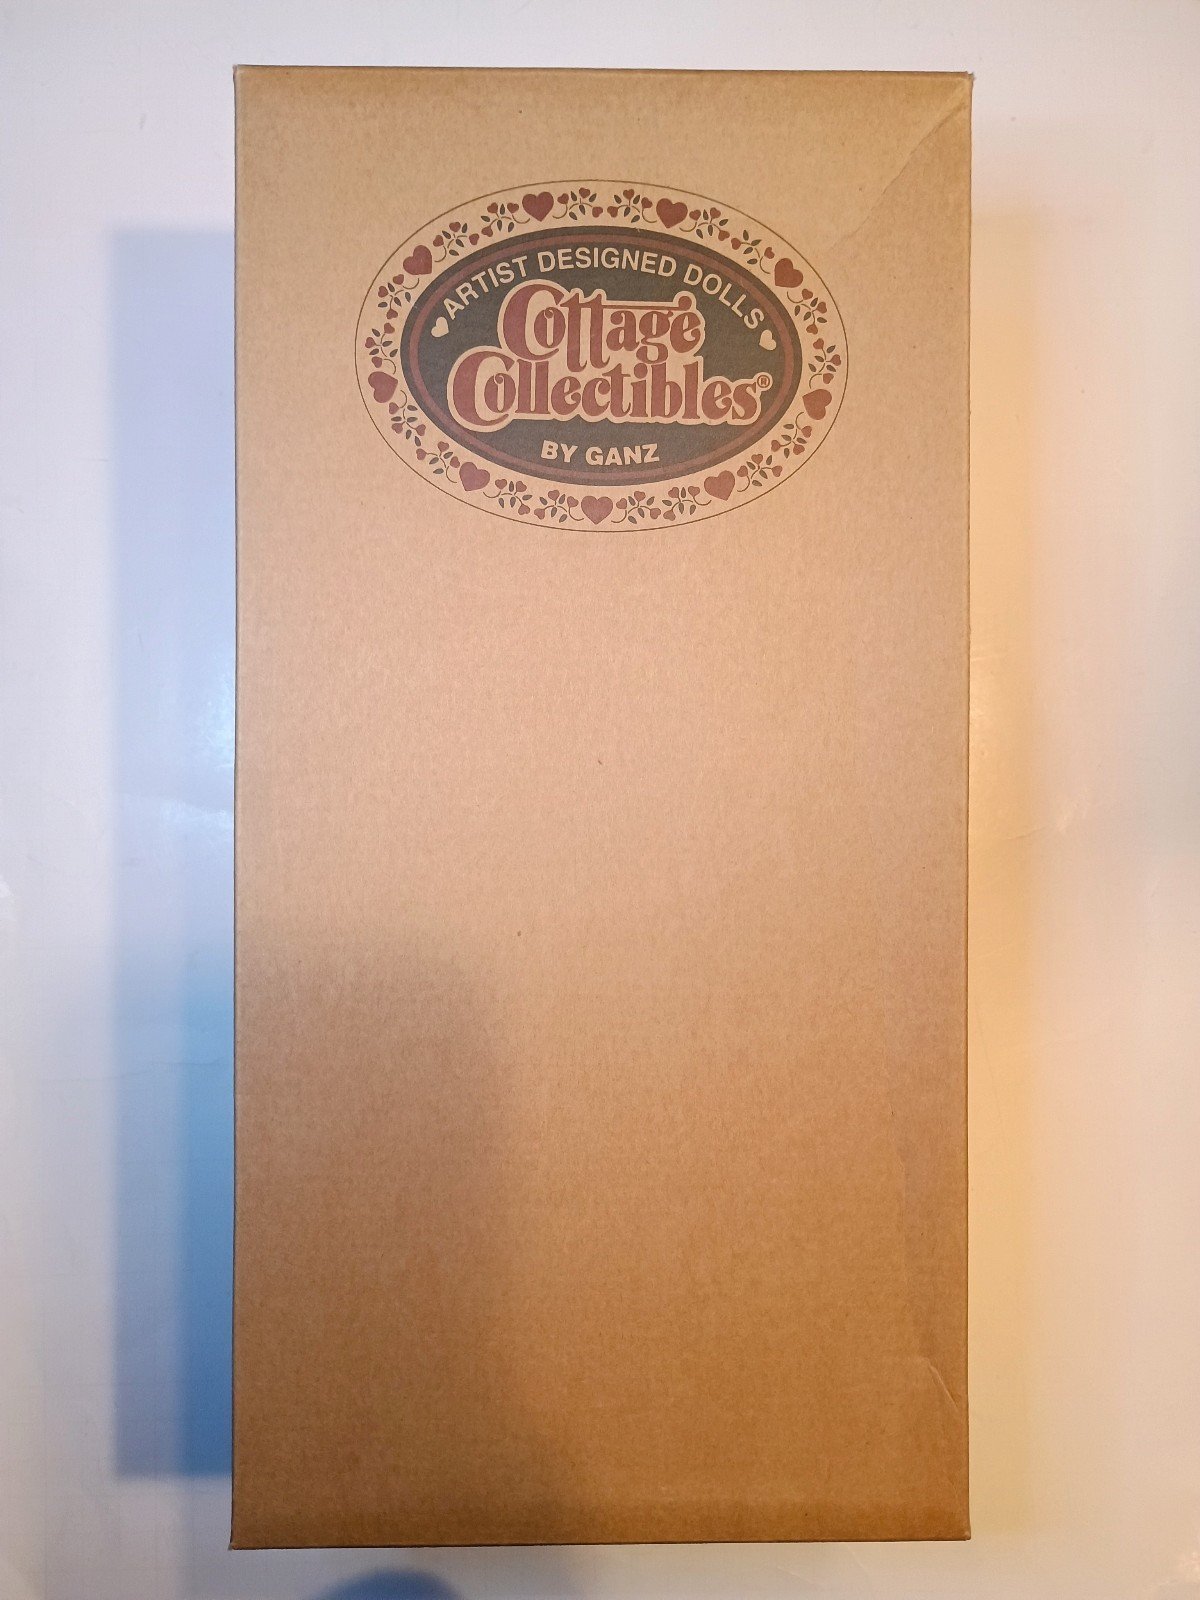 ARTIST DESIGNED DOLLS
Cottage
Collectibles®
BY GANZ